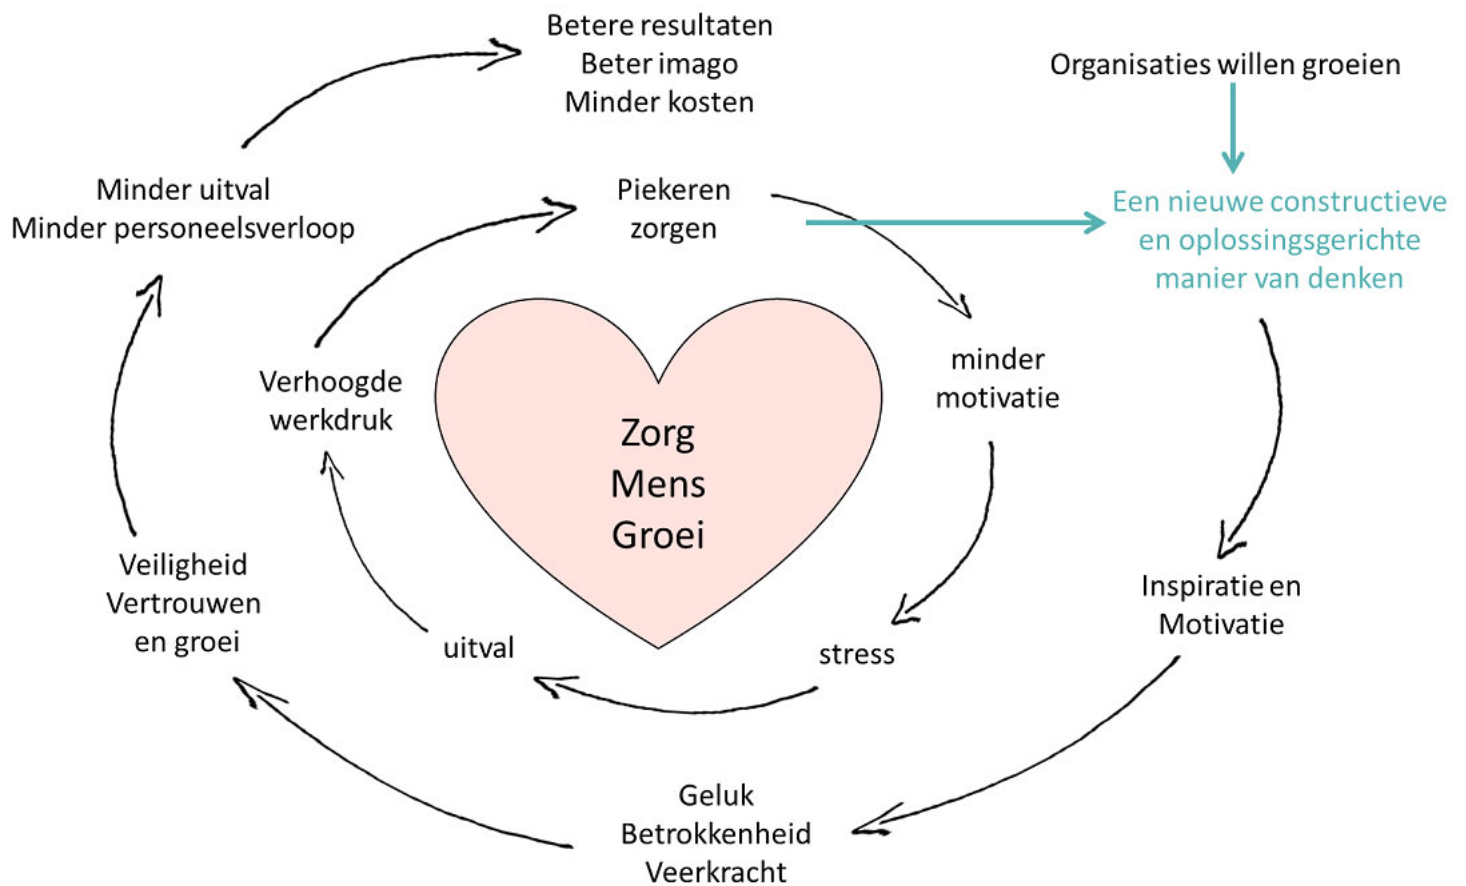 Betere resultaten
Beter imago
Minder kosten
Organisaties willen groeien
Minder uitval
Minder personeelsverloop
Piekeren
zorgen
Een nieuwe constructieve
en oplossingsgerichte
manier van denken
Verhoogde
werkdruk
minder
motivatie
Zorg
Mens
Groei
Veiligheid
Vertrouwen
en groei
uitval
stress
Inspiratie en
Motivatie
Geluk
Betrokkenheid
Veerkracht